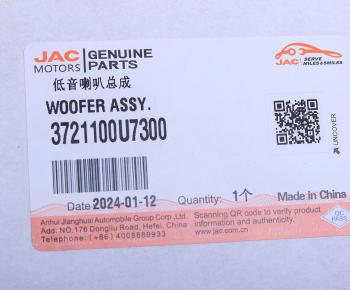 JAC MOTORS GENUINE PARTS
JAC SERVE MILES & SMILES
低音喇叭总成
WOOFER ASSY.
3721100U7300
UNCOVER
Date 2024-01-12 Quantity: 1个 Made in China
Anhui Jianghuai Automobile Group Corp., Ltd.
Add: NO.176 Dongliu Road, Hefei, China
Telephone: (+86) 4008889933
Scanning QR code to verify product
information and authenticity.
www.jac.com.cn
QC
PASS